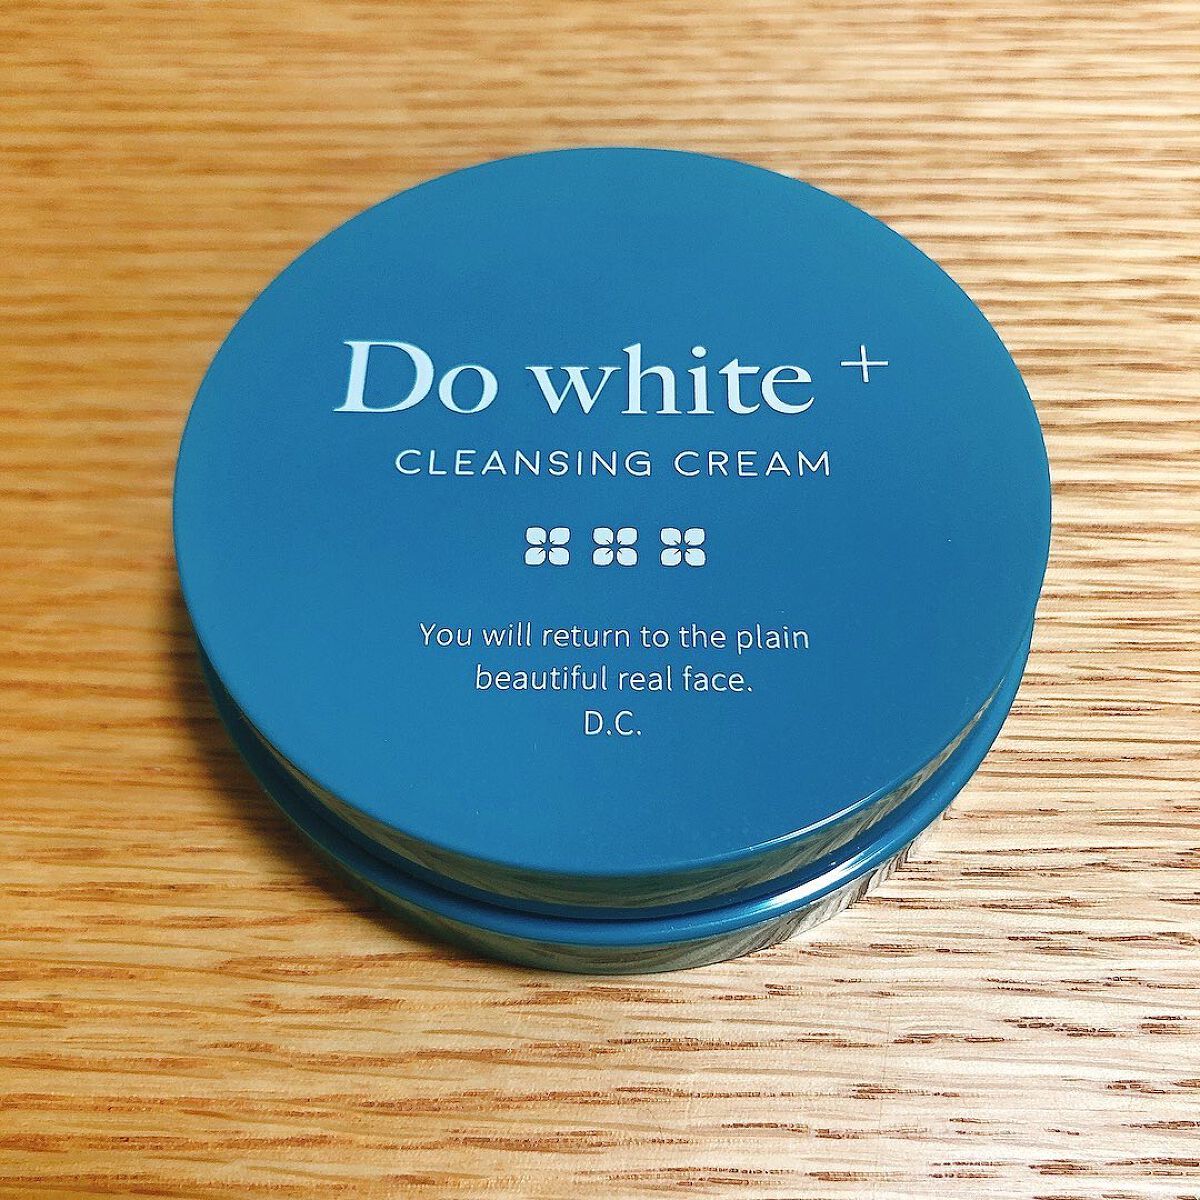 Do white +
CLEANSING CREAM
You will return to the plain
beautiful real face.
D.C.